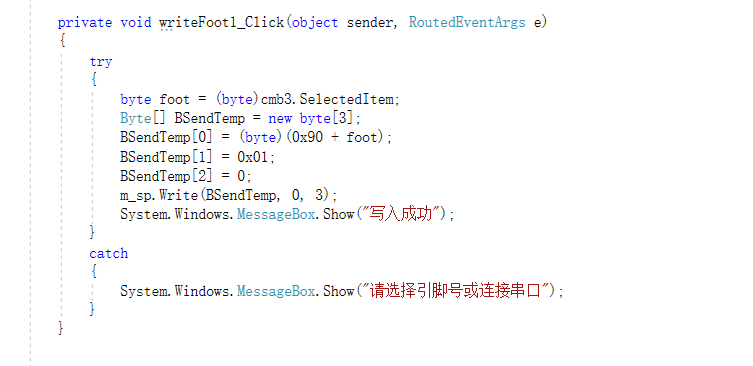 private void writeFoot1_Click(object sender, RoutedEventArgs e)
{
try
{
byte foot = (byte)cmb3.SelectedItem;
Byte[] BSendTemp = new byte[3];
BSendTemp[0] = (byte)(0x90 + foot);
BSendTemp[1] = 0x01;
BSendTemp[2] = 0;
m_sp.Write(BSendTemp, 0, 3);
System.Windows.MessageBox.Show("写入成功");
}
catch
{
System.Windows.MessageBox.Show("请选择引脚号或连接串口");
}
}